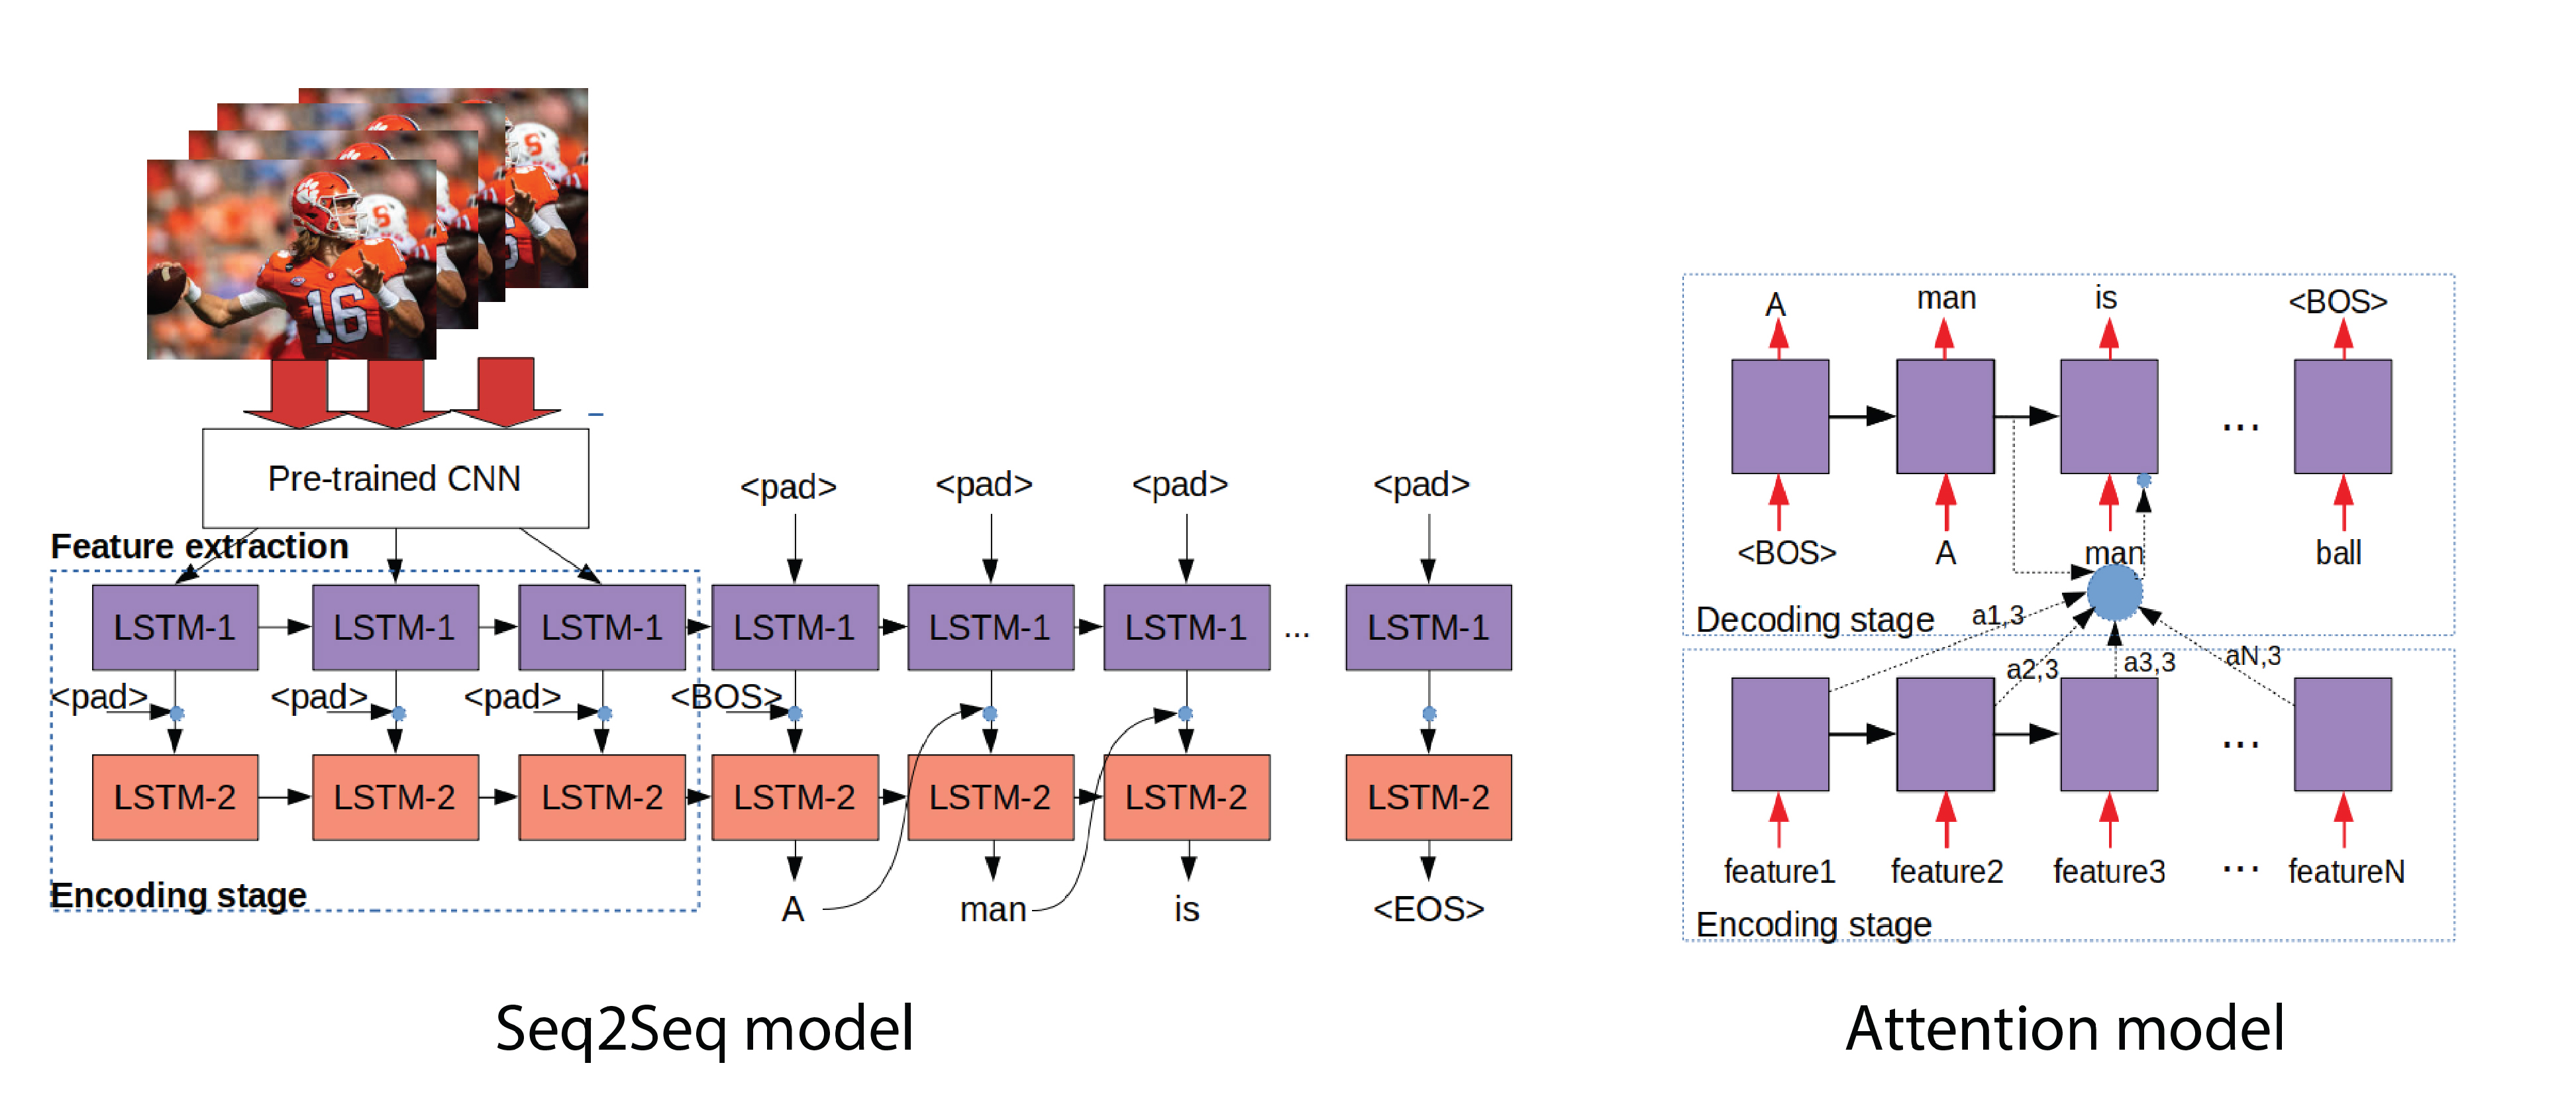 S
S
16
Pre-trained CNN
Feature extraction
<pad>
<pad>
<pad>
<pad>
LSTM-1
LSTM-1
LSTM-1
LSTM-1
LSTM-1
LSTM-1
...
LSTM-1
<pad>
<pad>
<pad>
<BOS>
LSTM-2
LSTM-2
LSTM-2
LSTM-2
LSTM-2
LSTM-2
LSTM-2
Encoding stage
A
man
is
<EOS>
Seq2Seq model
A
man
is
<BOS>
...
<BOS>
A
man
ball
Decoding stage
a1,3
a2,3
a3,3
aN,3
...
feature1
feature2
feature3
...
featureN
Encoding stage
Attention model